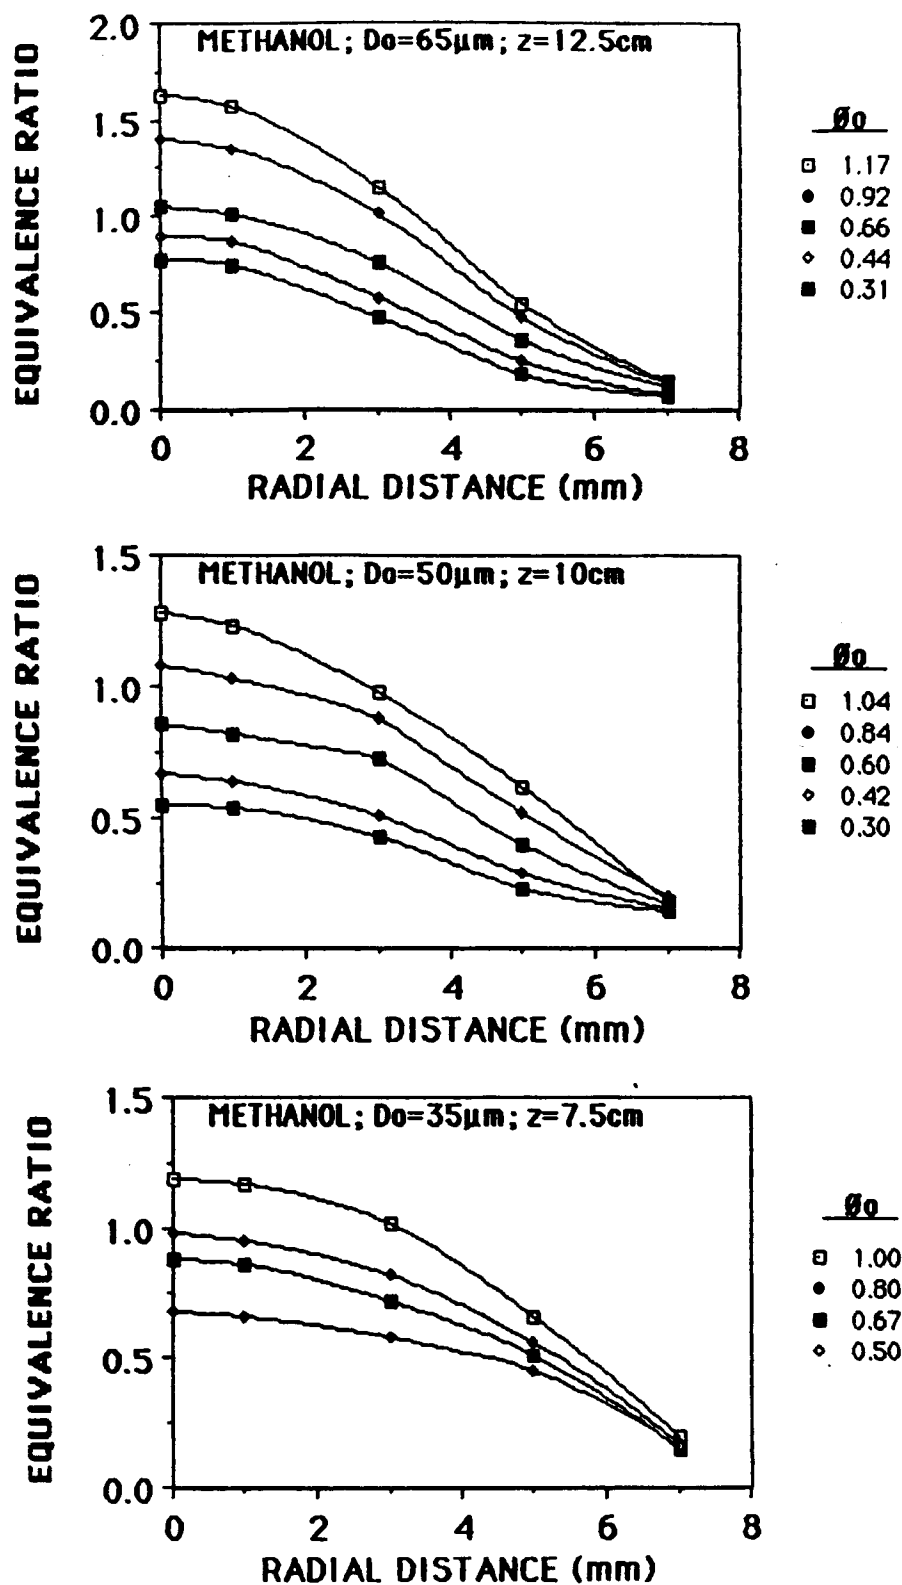 METHANOL; Do=65µm; z=12.5cm
EQUIVALENCE RATIO
2.0
1.5
1.0
0.5
0.0
0 2 4 6 8
RADIAL DISTANCE (mm)
Øo
1.17
0.92
0.66
0.44
0.31
METHANOL; Do=50µm; z=10cm
EQUIVALENCE RATIO
1.5
1.0
0.5
0.0
0 2 4 6 8
RADIAL DISTANCE (mm)
Øo
1.04
0.84
0.60
0.42
0.30
METHANOL; Do=35µm; z=7.5cm
EQUIVALENCE RATIO
1.5
1.0
0.5
0.0
0 2 4 6 8
RADIAL DISTANCE (mm)
Øo
1.00
0.80
0.67
0.50